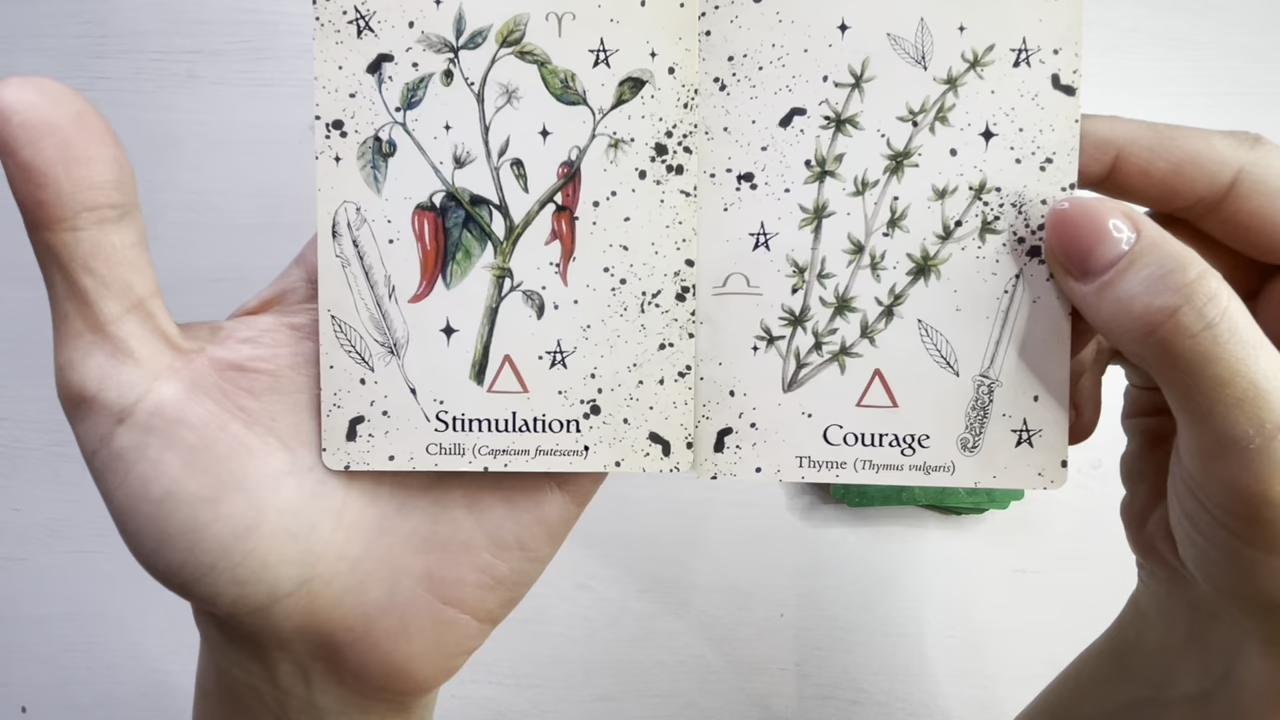 Stimulation
Chilli (Capsicum frutescens)
Courage
Thyme (Thymus vulgaris)